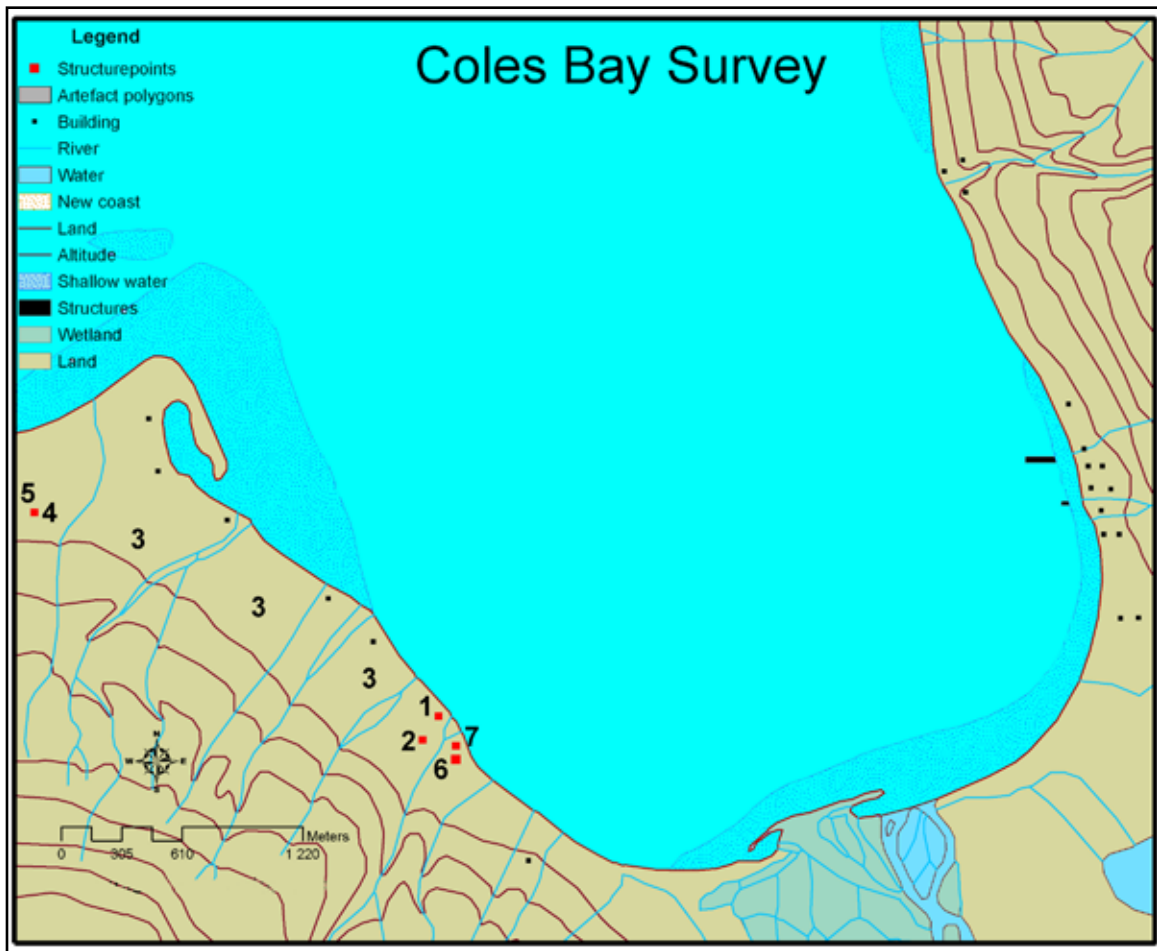 Coles Bay Survey
Legend
Structurepoints
Artefact polygons
Building
River
Water
New coast
Land
Altitude
Shallow water
Structures
Wetland
Land
5
4
3
3
3
1
2
7
6
N
W E
S
Meters
0 305 610 1 220